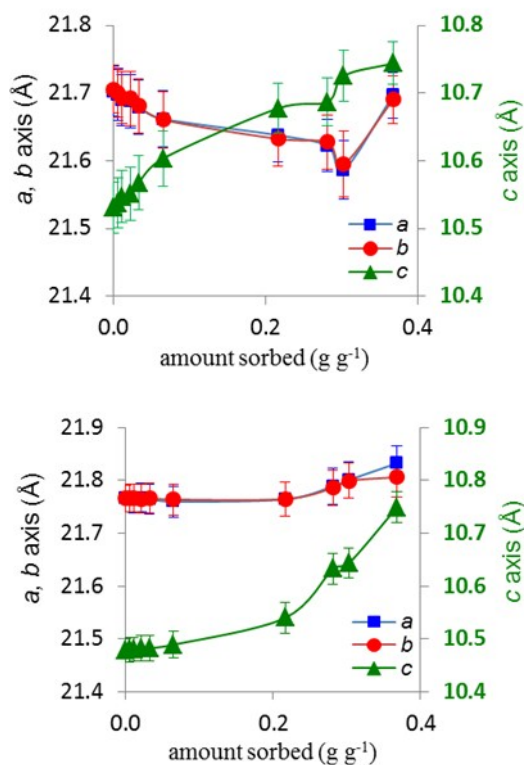 21.8
21.7
21.6
21.5
21.4
a, b axis (Å)
10.8
10.7
10.6
10.5
10.4
c axis (Å)
a
b
c
0.0 0.2 0.4
amount sorbed (g g⁻¹)
21.9
21.8
21.7
21.6
21.5
21.4
a, b axis (Å)
10.9
10.8
10.7
10.6
10.5
10.4
c axis (Å)
a
b
c
0.0 0.2 0.4
amount sorbed (g g⁻¹)